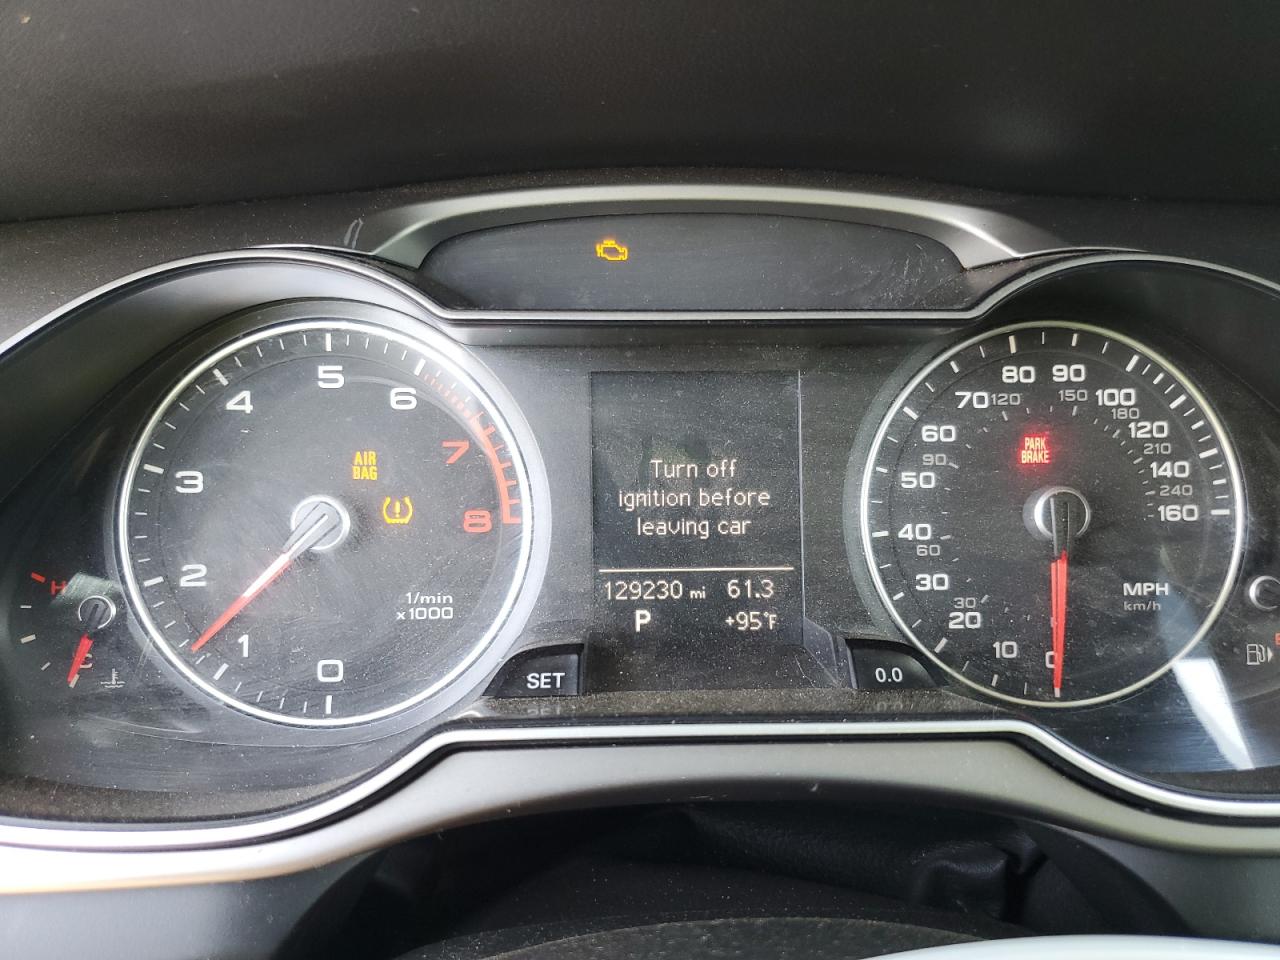 5
4
6
3
7
AIR
BAG
8
2
1/min
x1000
1
0
H
C
SET
Turn off
ignition before
leaving car
129230 mi 61.3
P +95°F
0.0
80 90
70 120 150 100
180
60 120
PARK
BRAKE
90 210
50 140
240
160
40
60
30
MPH
km/h
30
20
10
0